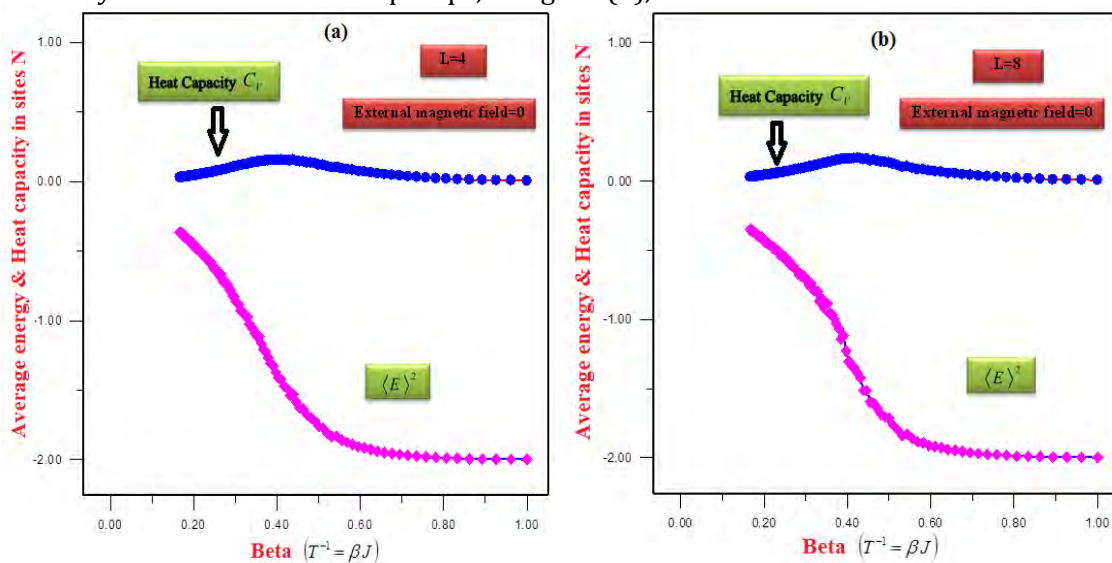 (a)
L=4
Heat Capacity C_V
External magnetic field=0
⟨E⟩²
1.00
0.00
-1.00
-2.00
0.00 0.20 0.40 0.60 0.80 1.00
Average energy & Heat capacity in sites N
Beta (T⁻¹ = βJ)
(b)
L=8
Heat Capacity C_V
External magnetic field=0
⟨E⟩²
1.00
0.00
-1.00
-2.00
0.00 0.20 0.40 0.60 0.80 1.00
Average energy & Heat capacity in sites N
Beta (T⁻¹ = βJ)